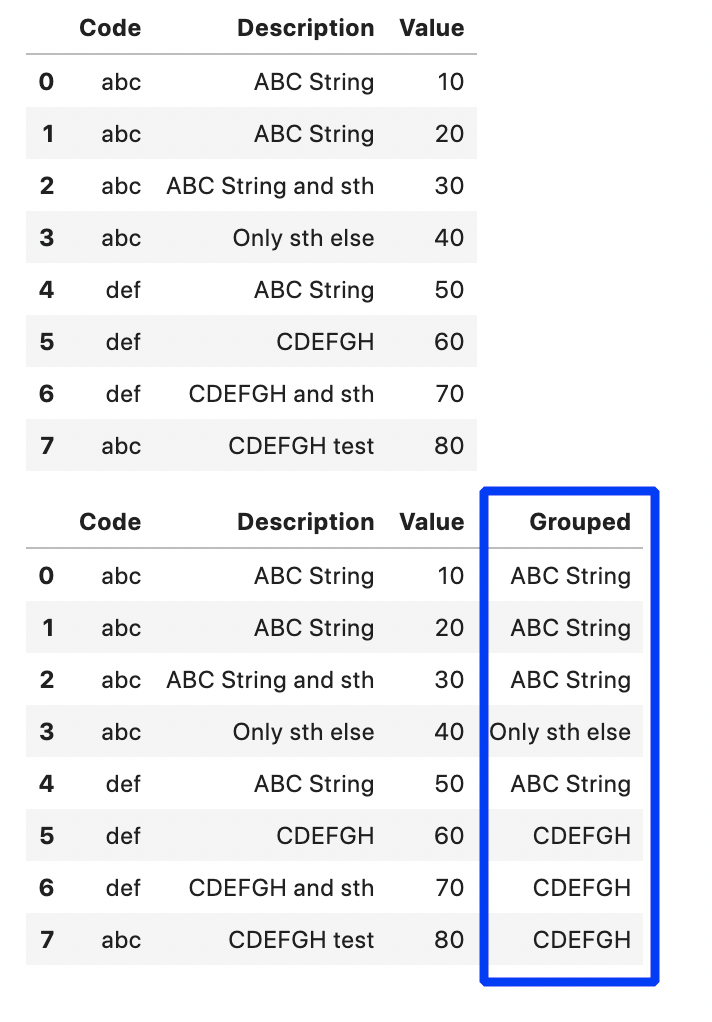 Code Description Value
0 abc ABC String 10
1 abc ABC String 20
2 abc ABC String and sth 30
3 abc Only sth else 40
4 def ABC String 50
5 def CDEFGH 60
6 def CDEFGH and sth 70
7 abc CDEFGH test 80
Code Description Value Grouped
0 abc ABC String 10 ABC String
1 abc ABC String 20 ABC String
2 abc ABC String and sth 30 ABC String
3 abc Only sth else 40 Only sth else
4 def ABC String 50 ABC String
5 def CDEFGH 60 CDEFGH
6 def CDEFGH and sth 70 CDEFGH
7 abc CDEFGH test 80 CDEFGH